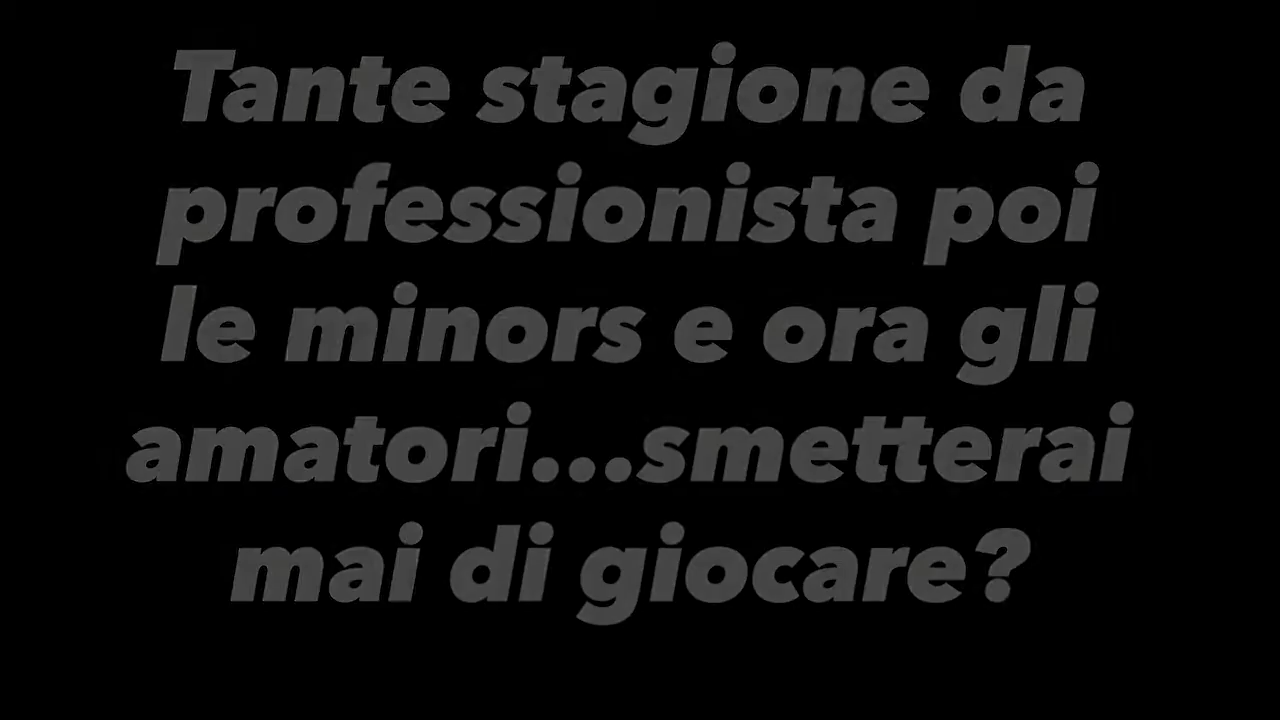 Tante stagione da
professionista poi
le minors e ora gli
amatori...smetterai
mai di giocare?